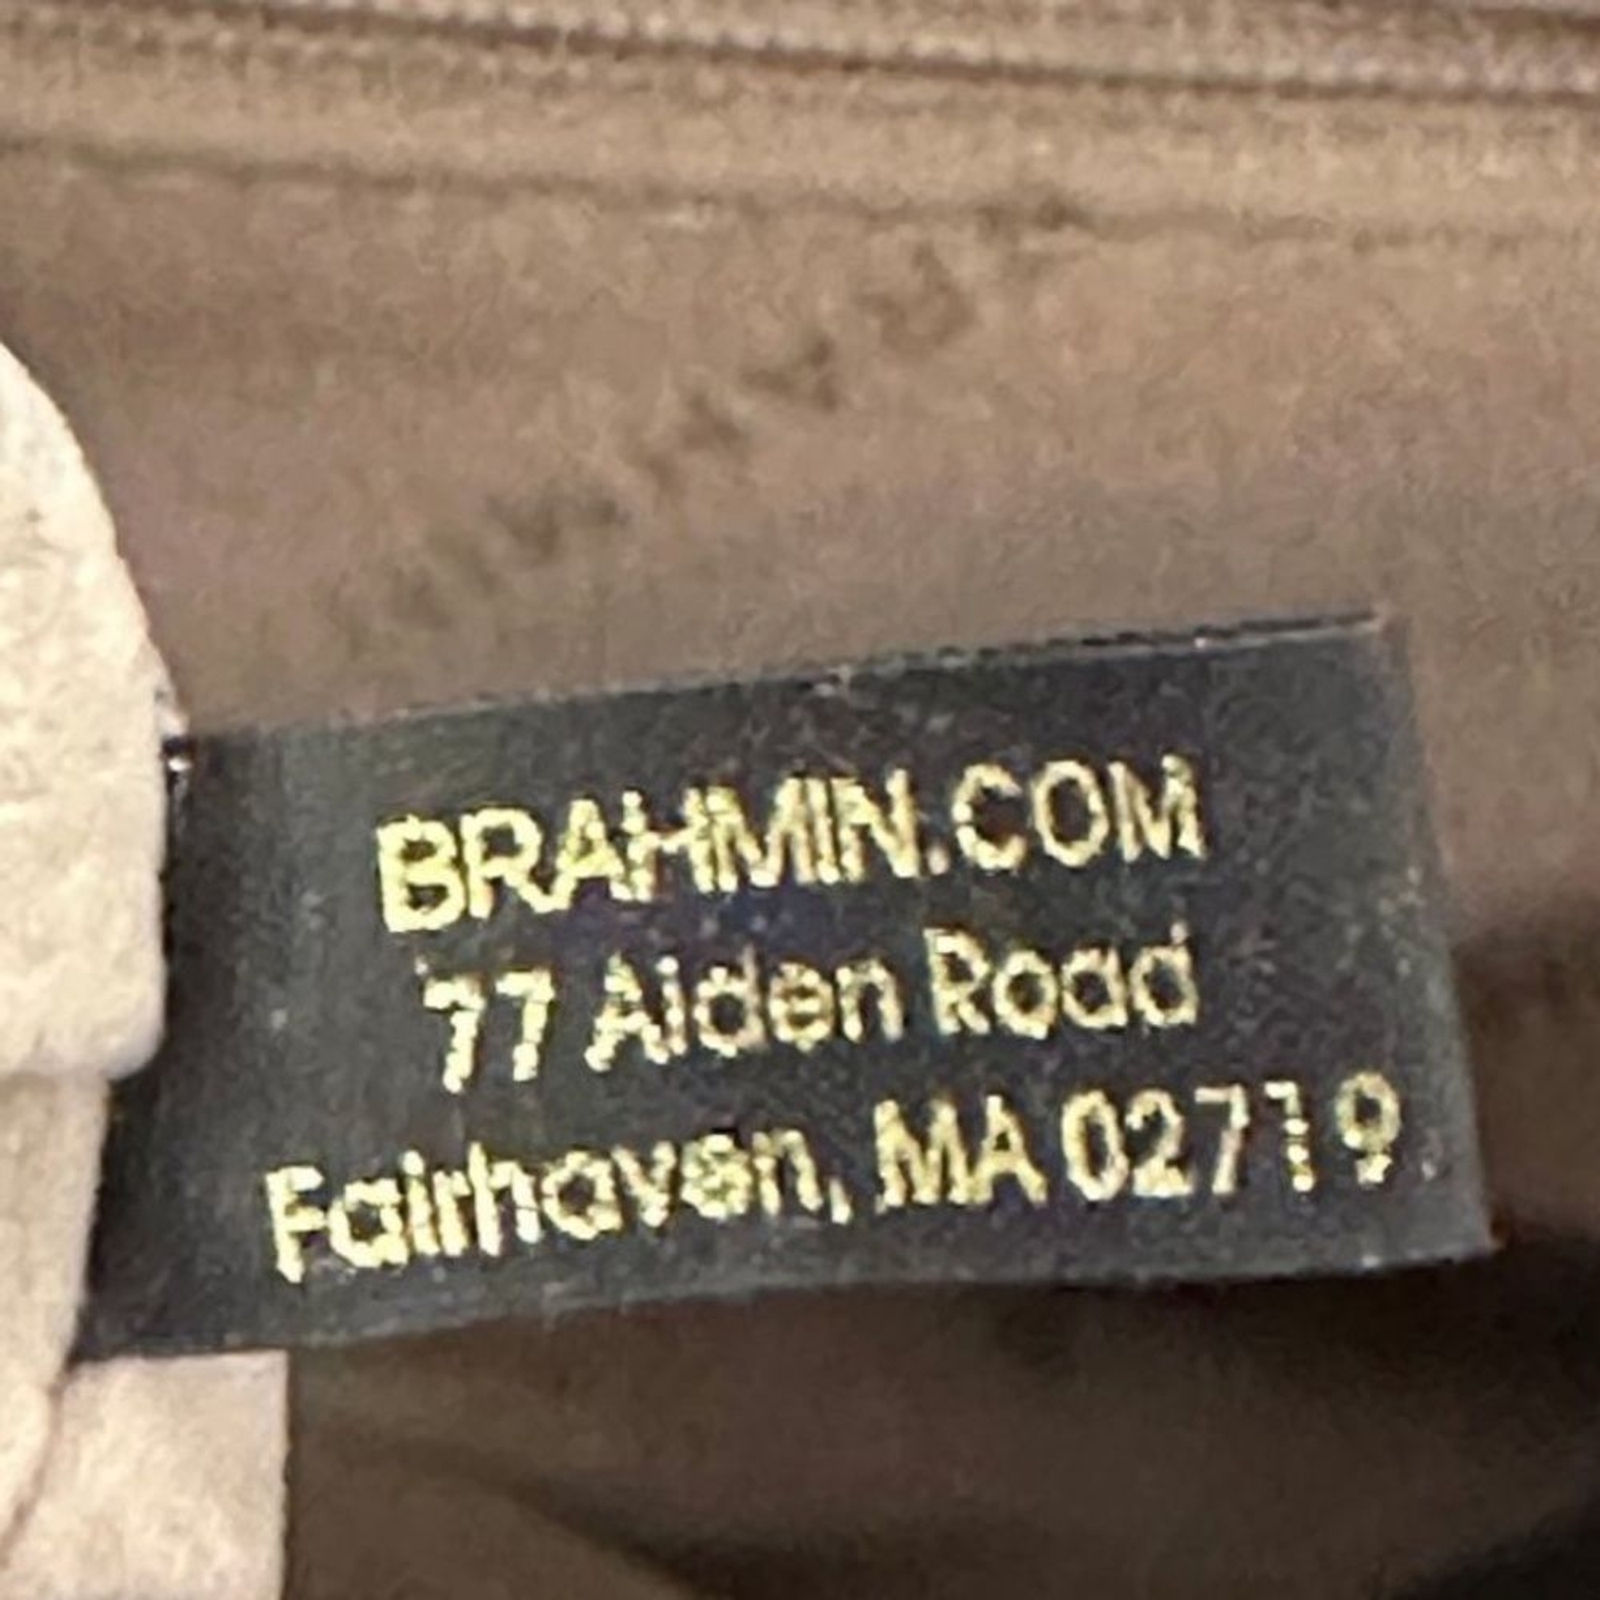 BRAHMIN.COM
77 Aiden Road
Fairhaven, MA 02719